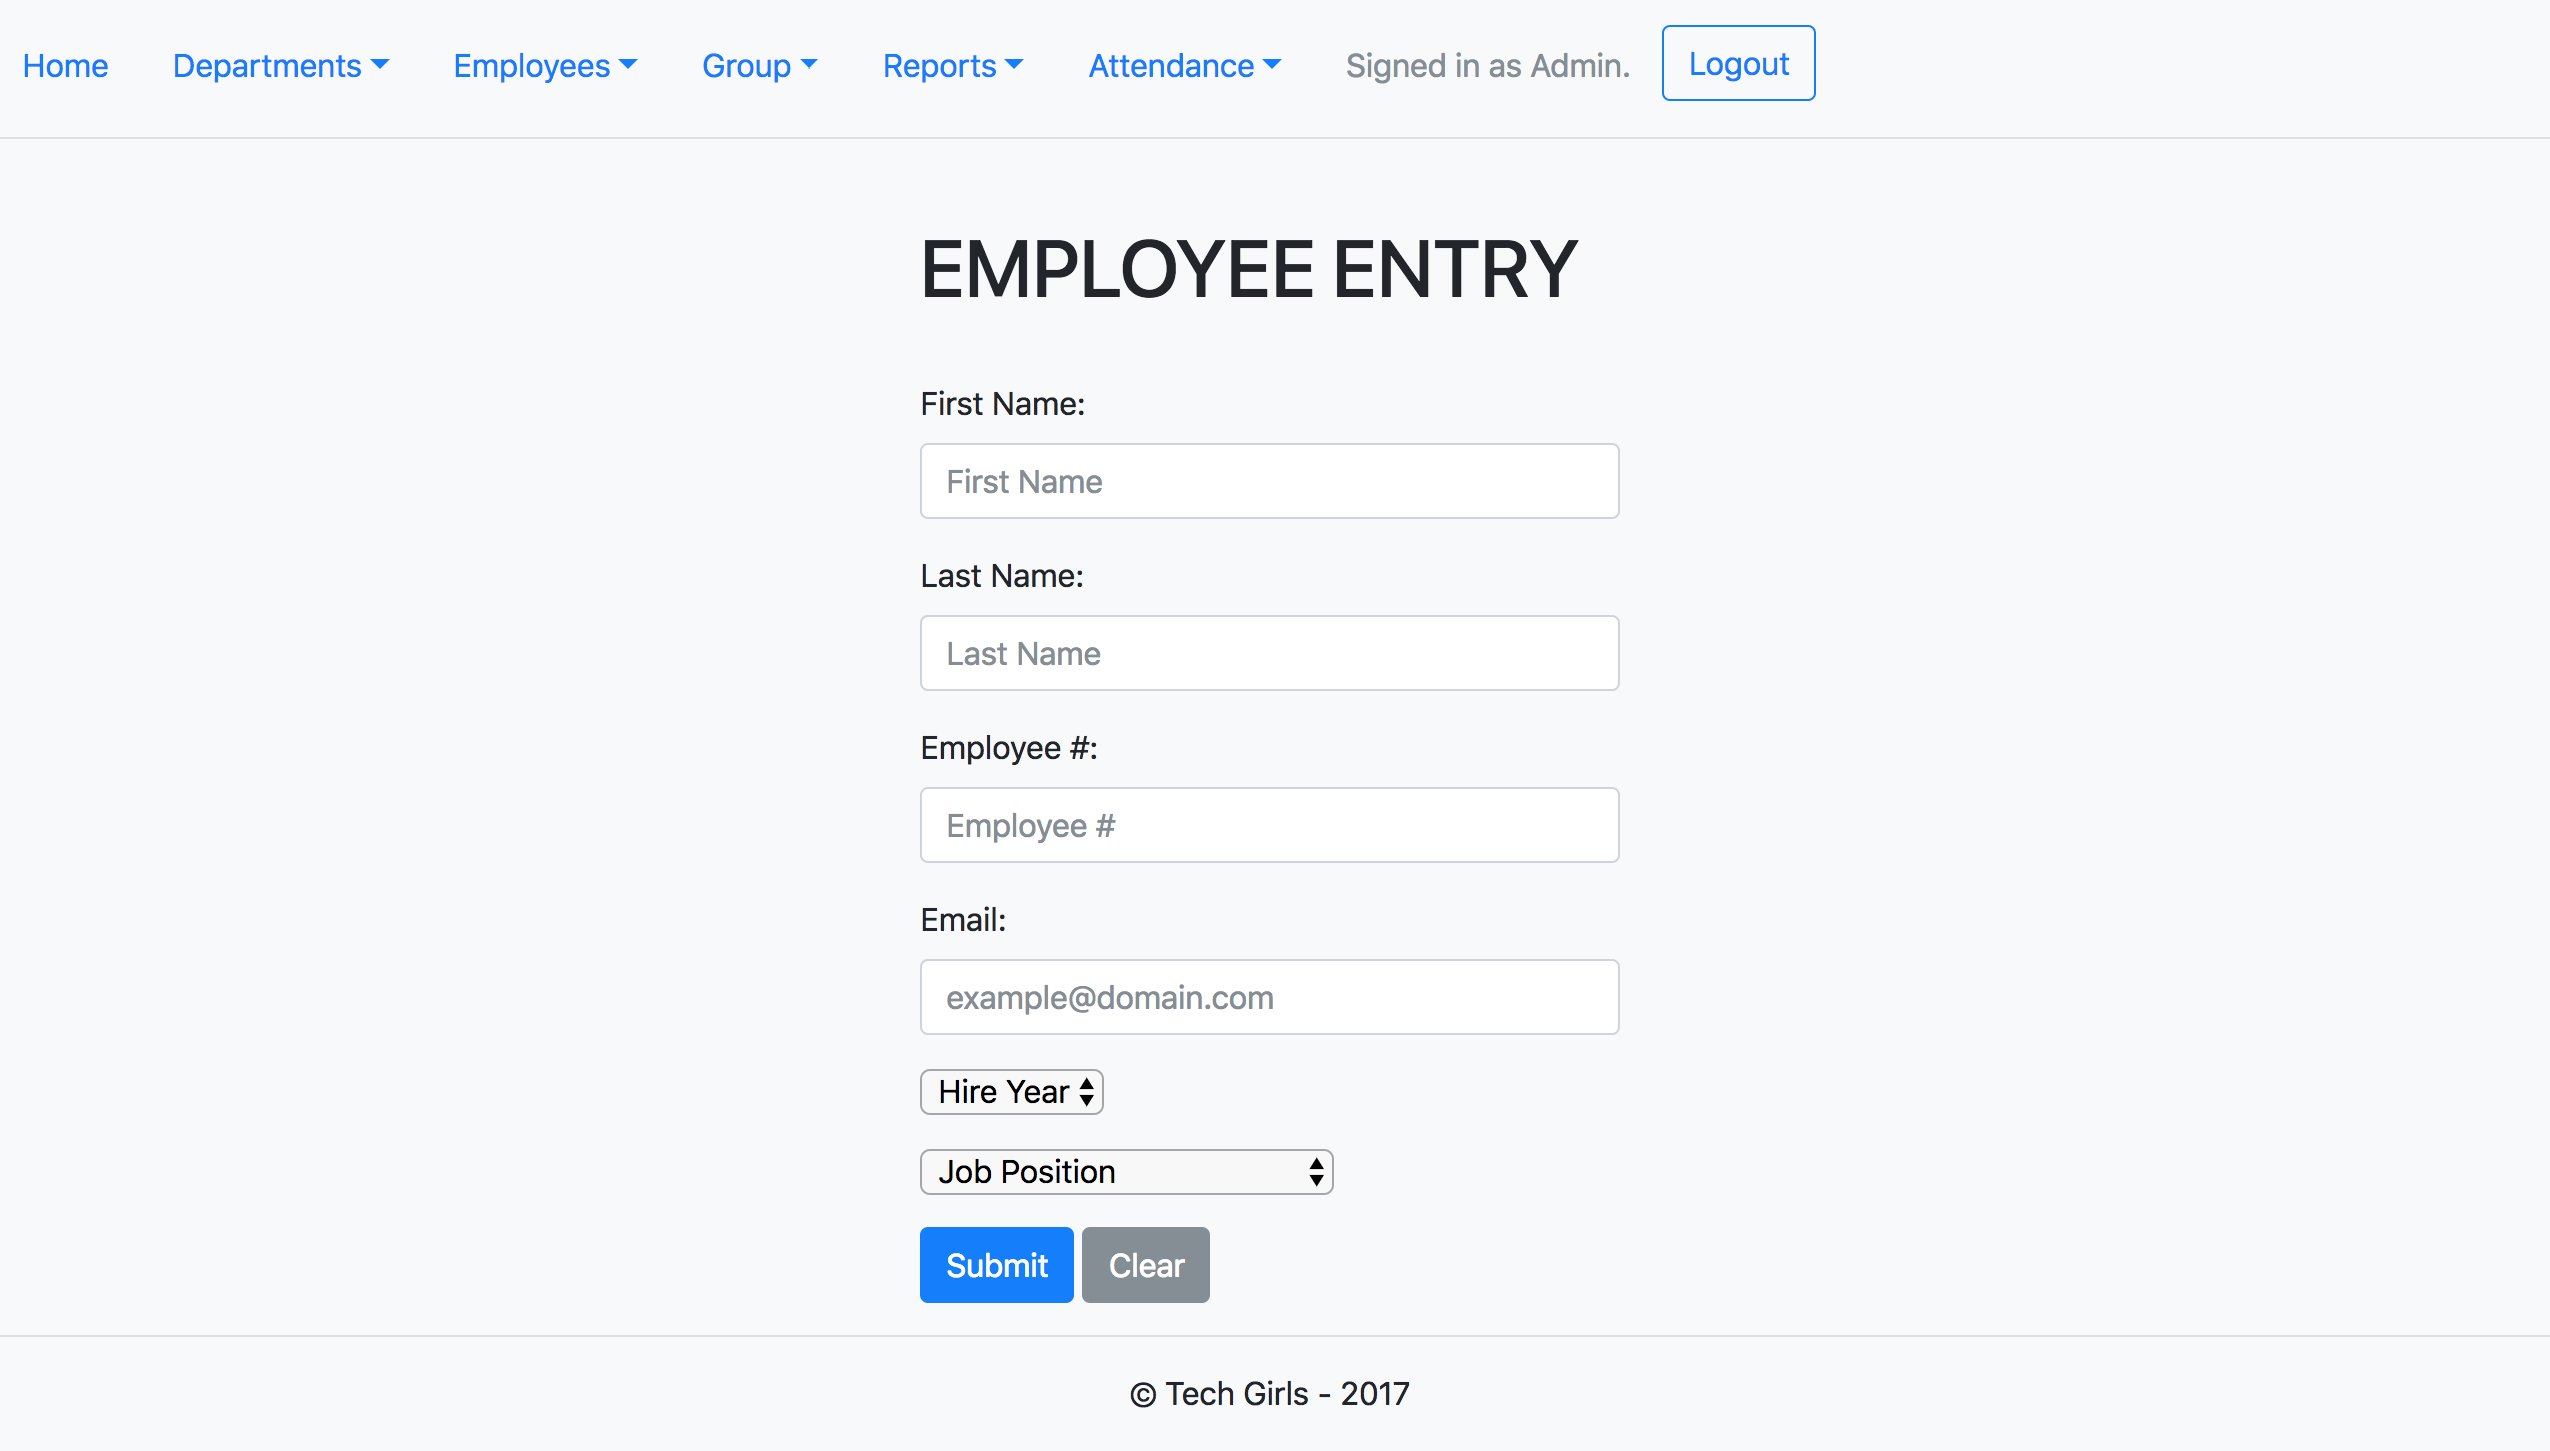 Home Departments Employees Group Reports Attendance Signed in as Admin. Logout
EMPLOYEE ENTRY
First Name:
First Name
Last Name:
Last Name
Employee #:
Employee #
Email:
example@domain.com
Hire Year
Job Position
Submit Clear
© Tech Girls - 2017